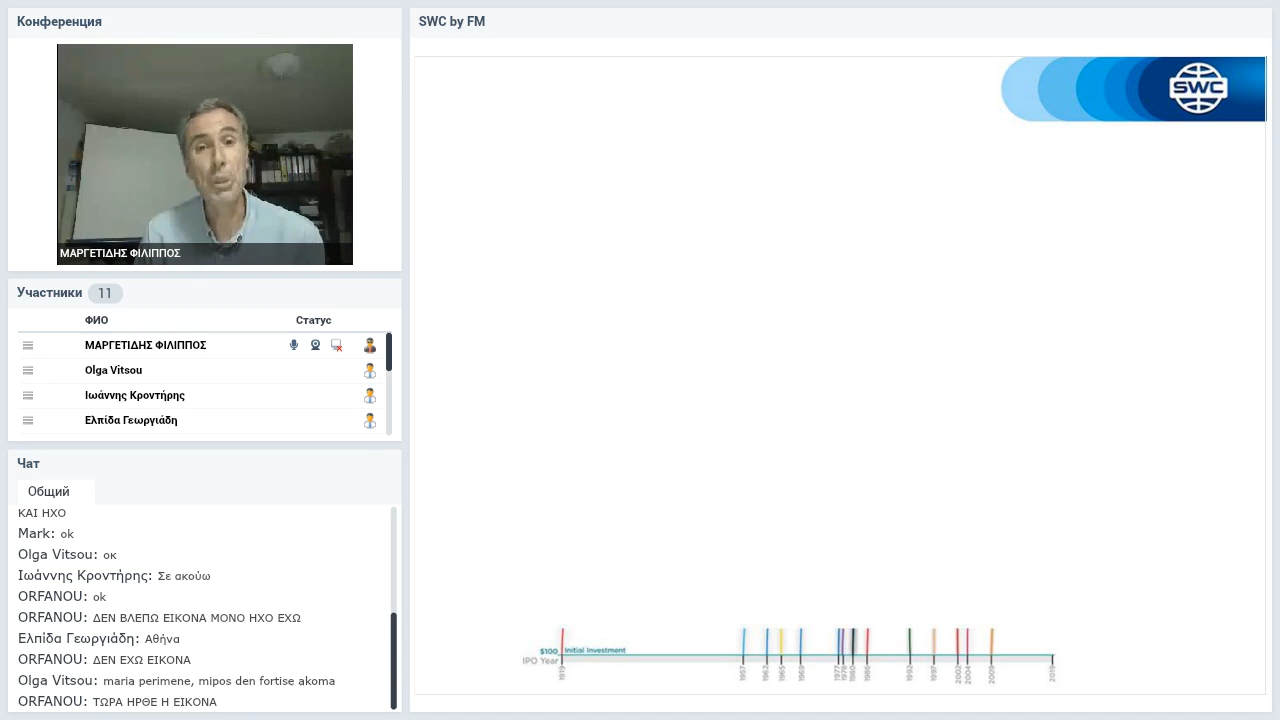 Конференция
ΜΑΡΓΕΤΙΔΗΣ ΦΙΛΙΠΠΟΣ
Участники 11
ФИО Статус
ΜΑΡΓΕΤΙΔΗΣ ΦΙΛΙΠΠΟΣ
Olga Vitsou
Ιωάννης Κροντήρης
Ελπίδα Γεωργιάδη
Чат
Общий
ΚΑΙ ΗΧΟ
Mark: ok
Olga Vitsou: οκ
Ιωάννης Κροντήρης: Σε ακούω
ORFANOU: ok
ORFANOU: ΔΕΝ ΒΛΕΠΩ ΕΙΚΟΝΑ ΜΟΝΟ ΗΧΟ ΕΧΩ
Ελπίδα Γεωργιάδη: Αθήνα
ORFANOU: ΔΕΝ ΕΧΩ ΕΙΚΟΝΑ
Olga Vitsou: maria perimene, mipos den fortise akoma
ORFANOU: ΤΩΡΑ ΗΡΘΕ Η ΕΙΚΟΝΑ
SWC by FM
SWC
$100 Initial Investment
IPO Year 1919 1957 1962 1965 1969 1980 1986 1992 1997 2002 2004 2009 2019